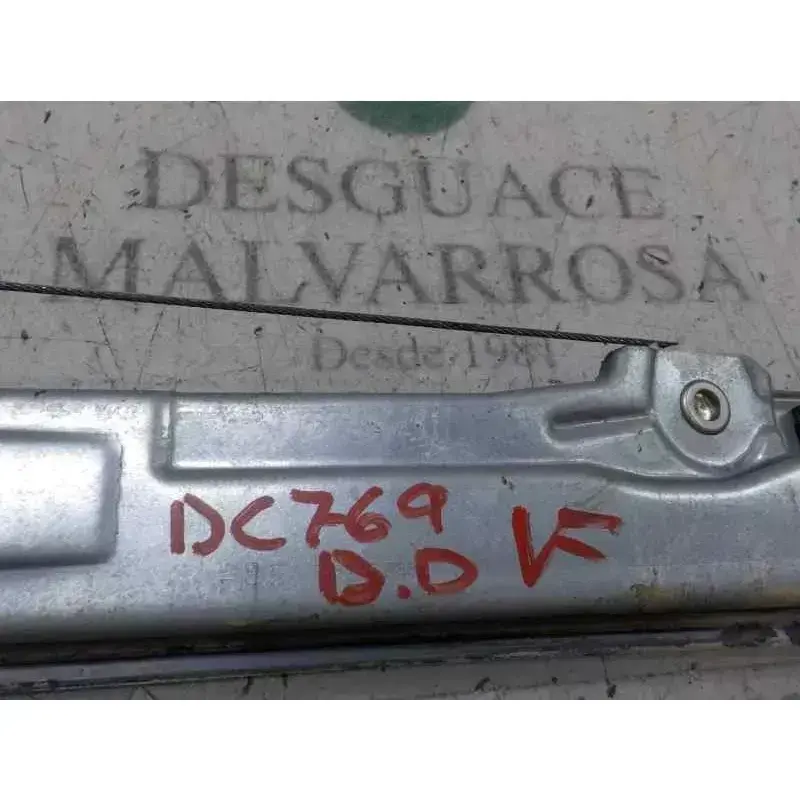 DESGUACE
MALVARROSA
Desde 1981
DC769
D.D V